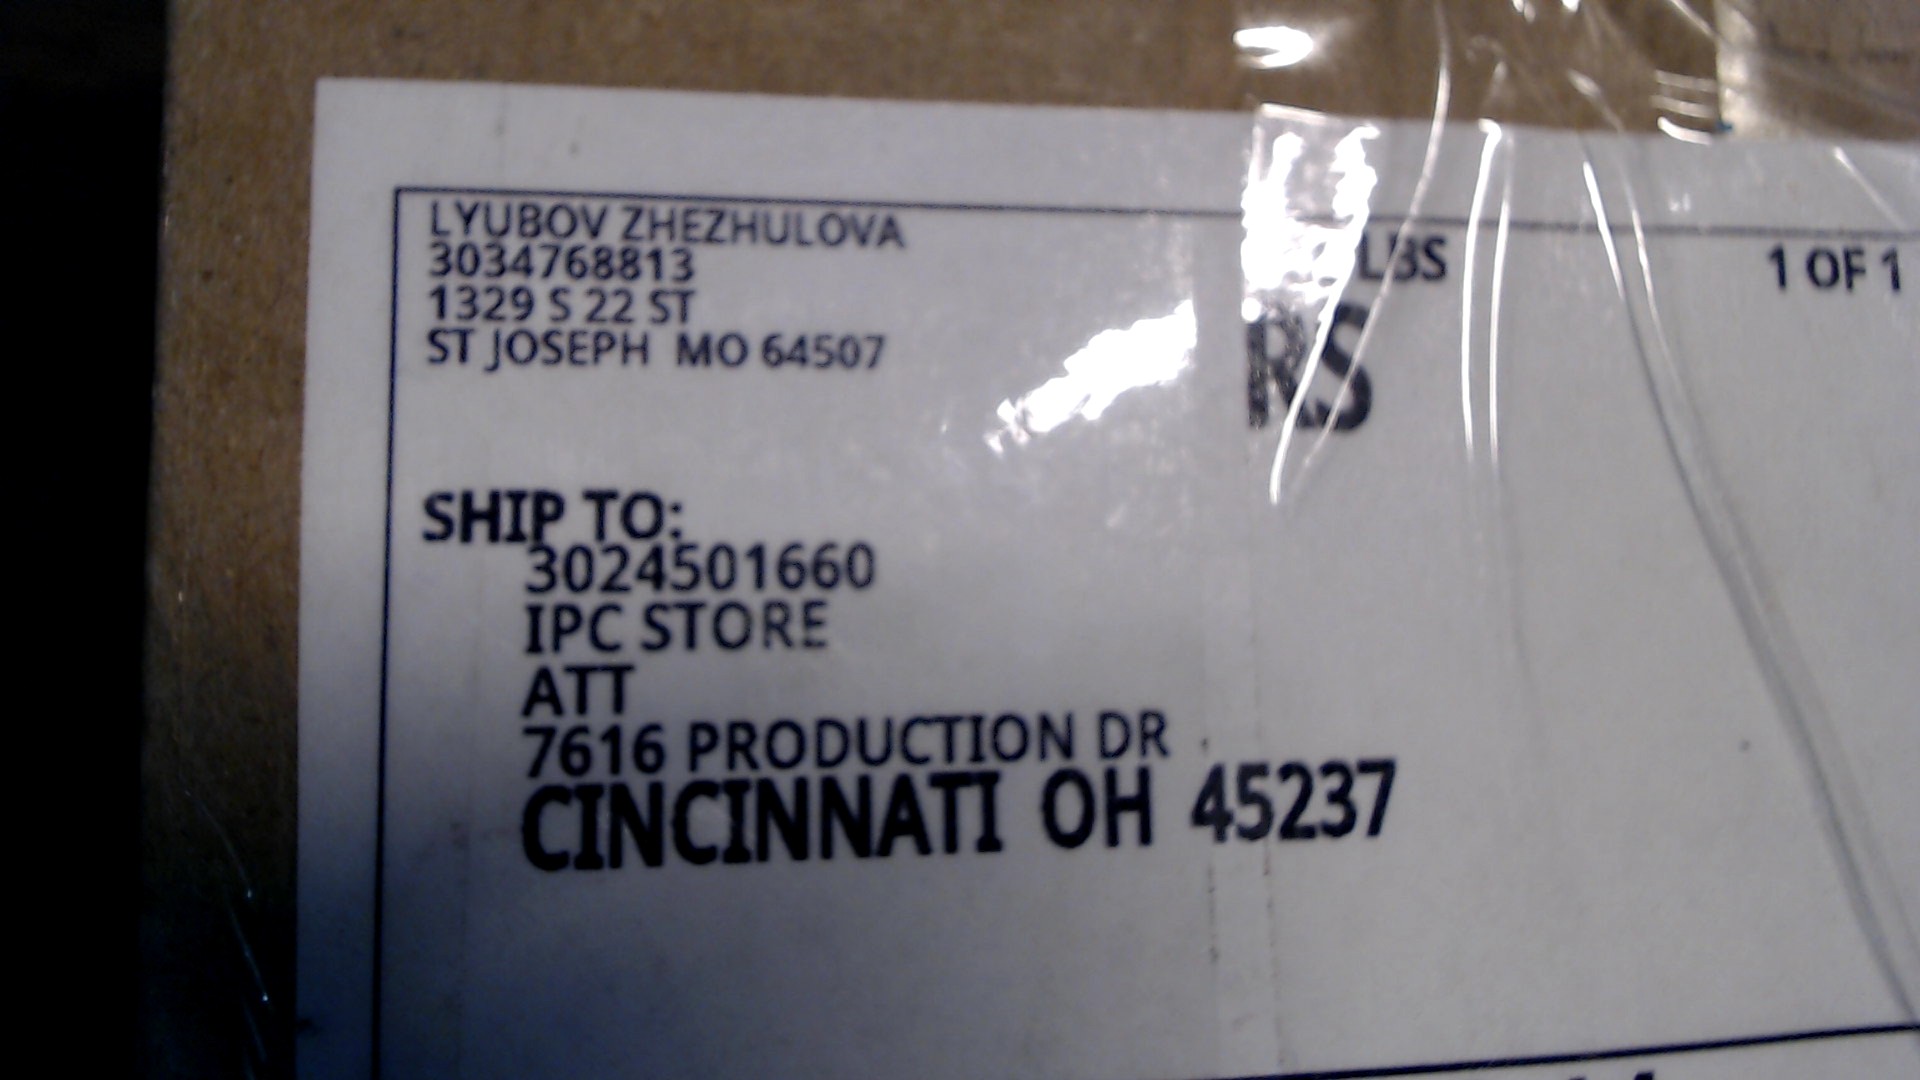 LYUBOV ZHEZHULOVA
3034768813
1329 S 22 ST
ST JOSEPH MO 64507
LBS
1 OF 1
RS
SHIP TO:
3024501660
IPC STORE
ATT
7616 PRODUCTION DR
CINCINNATI OH 45237